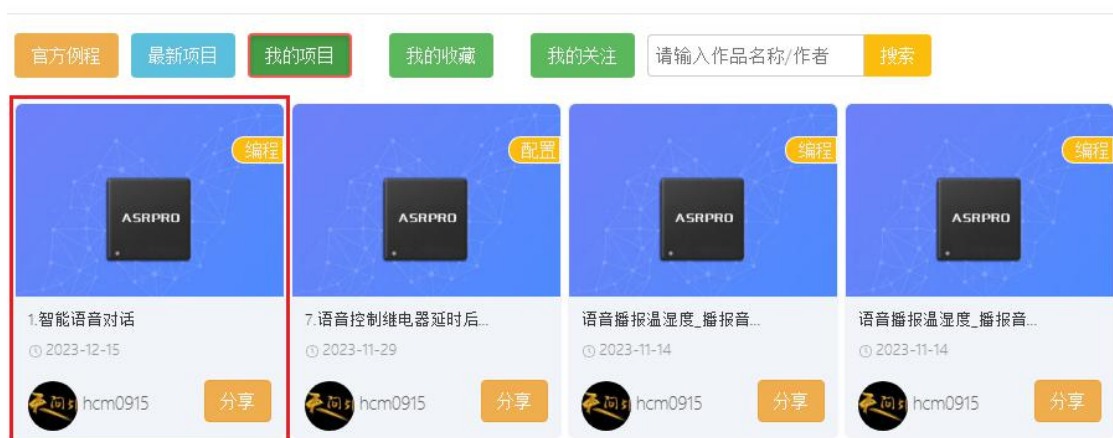 官方例程 最新项目 我的项目 我的收藏 我的关注 请输入作品名称/作者 搜索
编程 配置 编程 编程
ASRPRO ASRPRO ASRPRO ASRPRO
1.智能语音对话 7.语音控制继电器延时后... 语音播报温湿度_播报音... 语音播报温湿度_播报音...
2023-12-15 2023-11-29 2023-11-14 2023-11-14
hcm0915 分享 hcm0915 分享 hcm0915 分享 hcm0915 分享